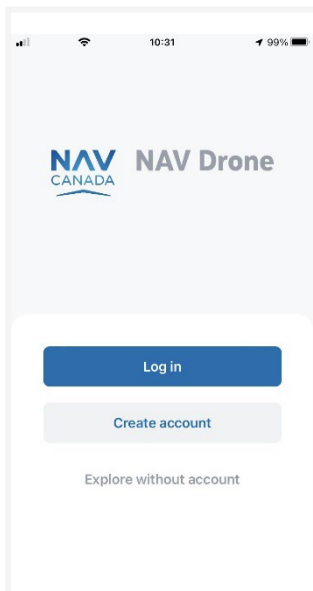 10:31
99%
NAV
CANADA
NAV Drone
Log in
Create account
Explore without account